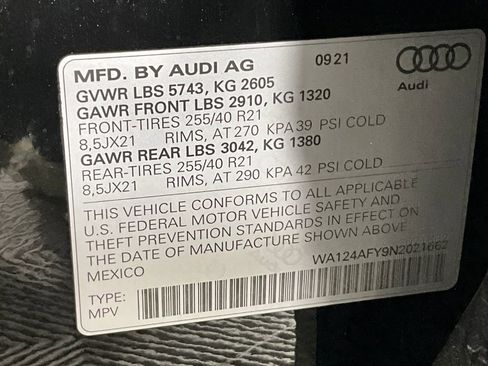 MFD. BY AUDI AG 09 21
GVWR LBS 5743, KG 2605
GAWR FRONT LBS 2910, KG 1320
FRONT-TIRES 255/40 R21
8,5JX21 RIMS, AT 270 KPA 39 PSI COLD
GAWR REAR LBS 3042, KG 1380
REAR-TIRES 255/40 R21
8,5JX21 RIMS, AT 290 KPA 42 PSI COLD
Audi
THIS VEHICLE CONFORMS TO ALL APPLICABLE
U.S. FEDERAL MOTOR VEHICLE SAFETY AND
THEFT PREVENTION STANDARDS IN EFFECT ON
THE DATE OF MANUFACTURE SHOWN ABOVE.
MEXICO
WA124AFY9N2021662
TYPE:
MPV